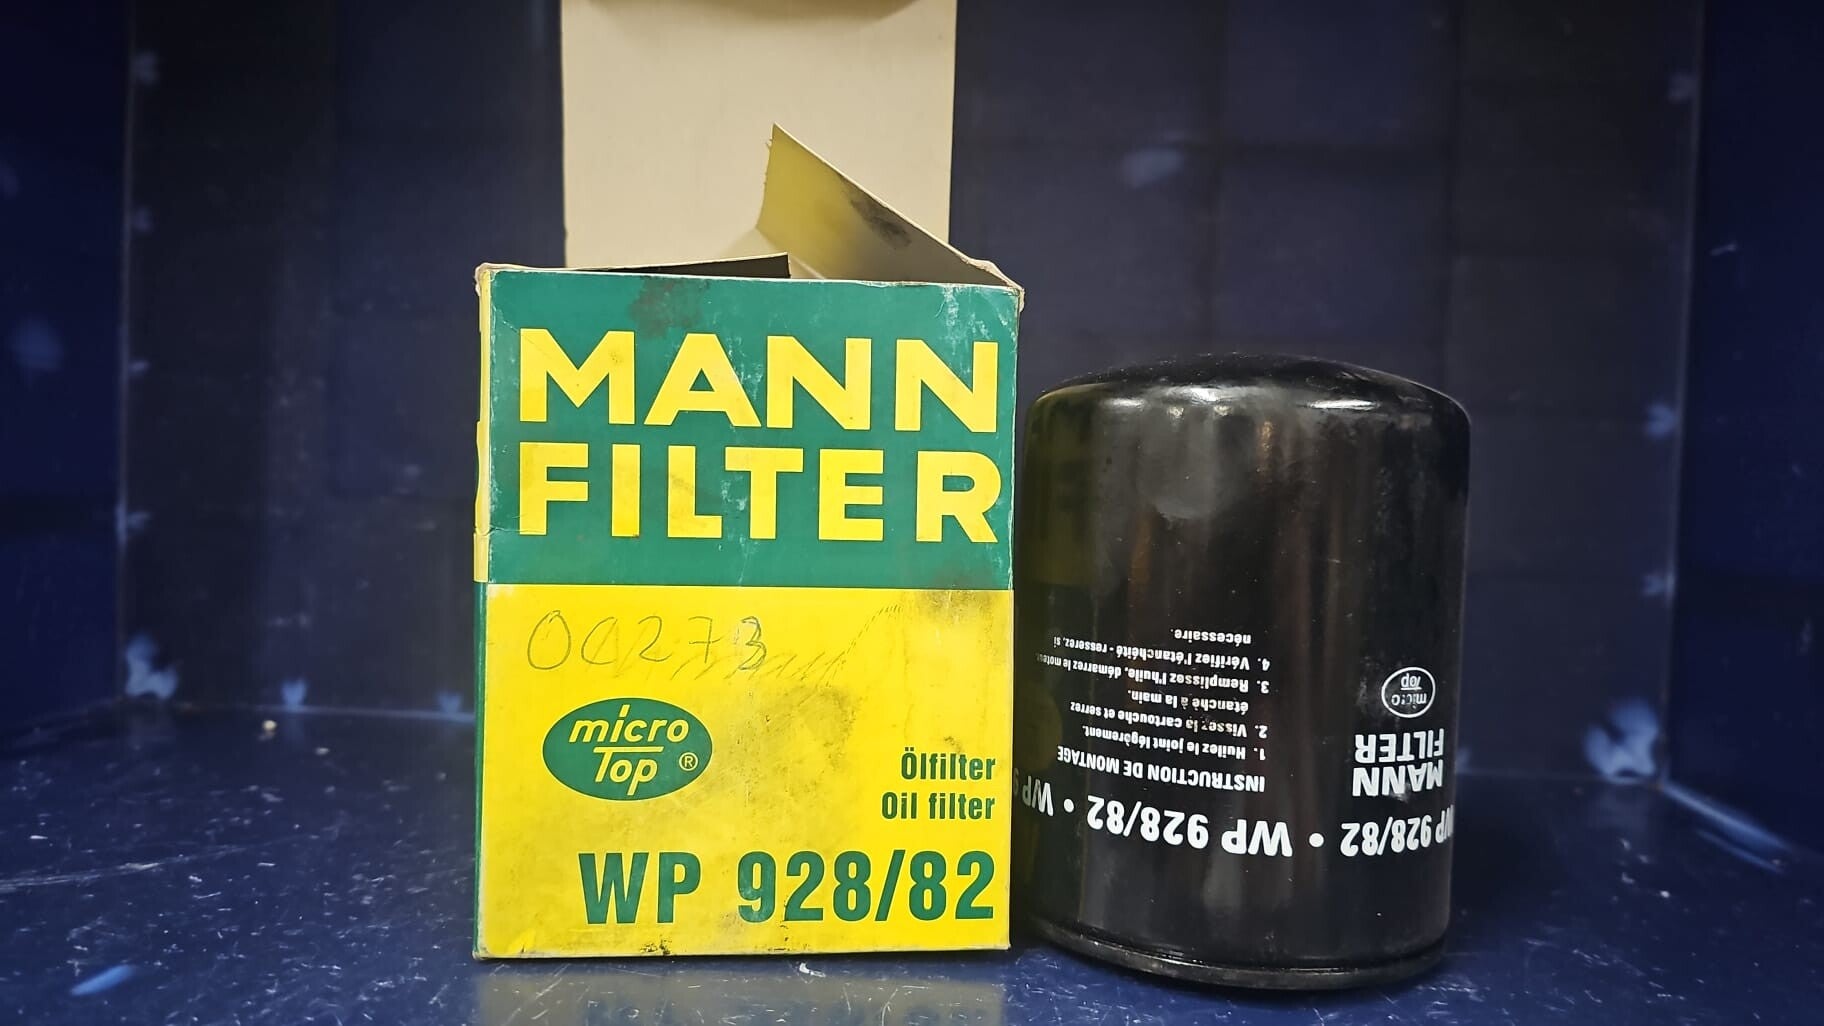 MANN
FILTER
OC273
micro
Top ®
Ölfilter
Oil filter
WP 928/82
WP 928/82 • WP 928/82 • WP
INSTRUCTION DE MONTAGE
1. Huilez le joint légèrement.
2. Vissez la cartouche et serrez
étanche à la main.
3. Remplissez l'huile, démarrez le moteur.
4. Vérifiez l'étanchéité - resserrez si
nécessaire.
MANN
FILTER
micro
Top